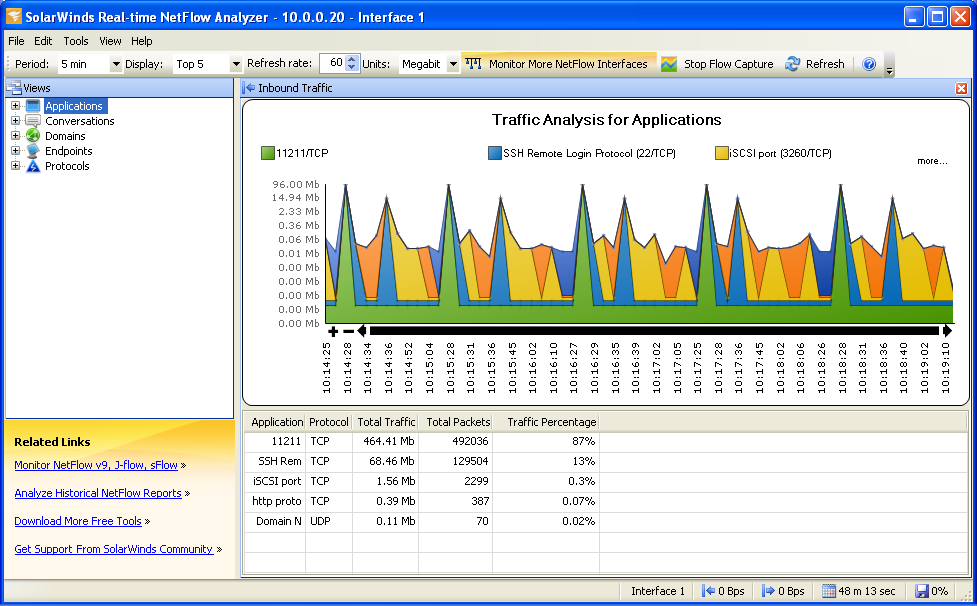 SolarWinds Real-time NetFlow Analyzer - 10.0.0.20 - Interface 1
File Edit Tools View Help
Period: 5 min Display: Top 5 Refresh rate: 60 Units: Megabit Monitor More NetFlow Interfaces Stop Flow Capture Refresh
Views
Applications
Conversations
Domains
Endpoints
Protocols
Related Links
Monitor NetFlow v9, J-flow, sFlow »
Analyze Historical NetFlow Reports »
Download More Free Tools »
Get Support From SolarWinds Community »
Inbound Traffic
Traffic Analysis for Applications
11211/TCP SSH Remote Login Protocol (22/TCP) iSCSI port (3260/TCP)
more...
96.00 Mb
14.94 Mb
2.33 Mb
0.36 Mb
0.06 Mb
0.01 Mb
0.00 Mb
0.00 Mb
0.00 Mb
0.00 Mb
0.00 Mb
10:14:25
10:14:28
10:14:34
10:14:36
10:14:52
10:15:04
10:15:28
10:15:31
10:15:36
10:15:45
10:16:02
10:16:10
10:16:27
10:16:29
10:16:35
10:16:39
10:17:02
10:17:05
10:17:25
10:17:28
10:17:36
10:17:45
10:18:02
10:18:06
10:18:26
10:18:28
10:18:31
10:18:36
10:18:40
10:19:02
10:19:10
Application Protocol Total Traffic Total Packets Traffic Percentage
11211 TCP 464.41 Mb 492036 87%
SSH Rem TCP 68.46 Mb 129504 13%
iSCSI port TCP 1.56 Mb 2299 0.3%
http proto TCP 0.39 Mb 387 0.07%
Domain N UDP 0.11 Mb 70 0.02%
Interface 1 0 Bps 0 Bps 48 m 13 sec 0%